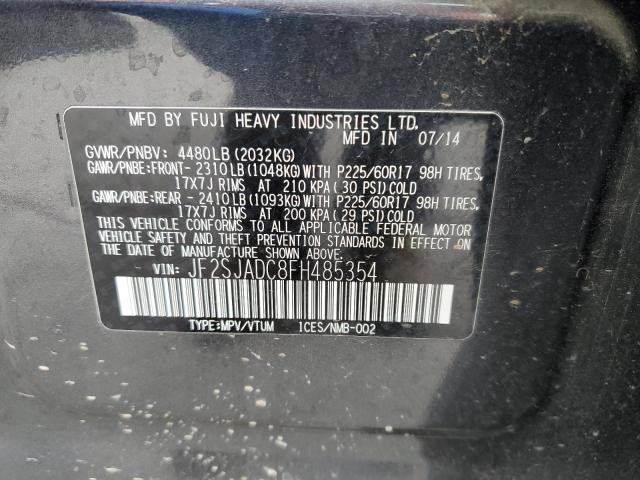 MFD BY FUJI HEAVY INDUSTRIES LTD.
MFD IN 07/14
GVWR/PNBV: 4480LB(2032KG)
GAWR/PNBE:FRONT- 2310LB(1048KG)WITH P225/60R17 98H TIRES,
17X7J RIMS AT 210 KPA(30 PSI)COLD
GAWR/PNBE:REAR - 2410LB(1093KG)WITH P225/60R17 98H TIRES,
17X7J RIMS AT 200 KPA(29 PSI)COLD
THIS VEHICLE CONFORMS TO ALL APPLICABLE FEDERAL MOTOR
VEHICLE SAFETY AND THEFT PREVENTION STANDARDS IN EFFECT ON
THE DATE OF MANUFACTURE SHOWN ABOVE.
VIN: JF2SJADC8FH485354
TYPE:MPV/VTUM ICES/NMB-002